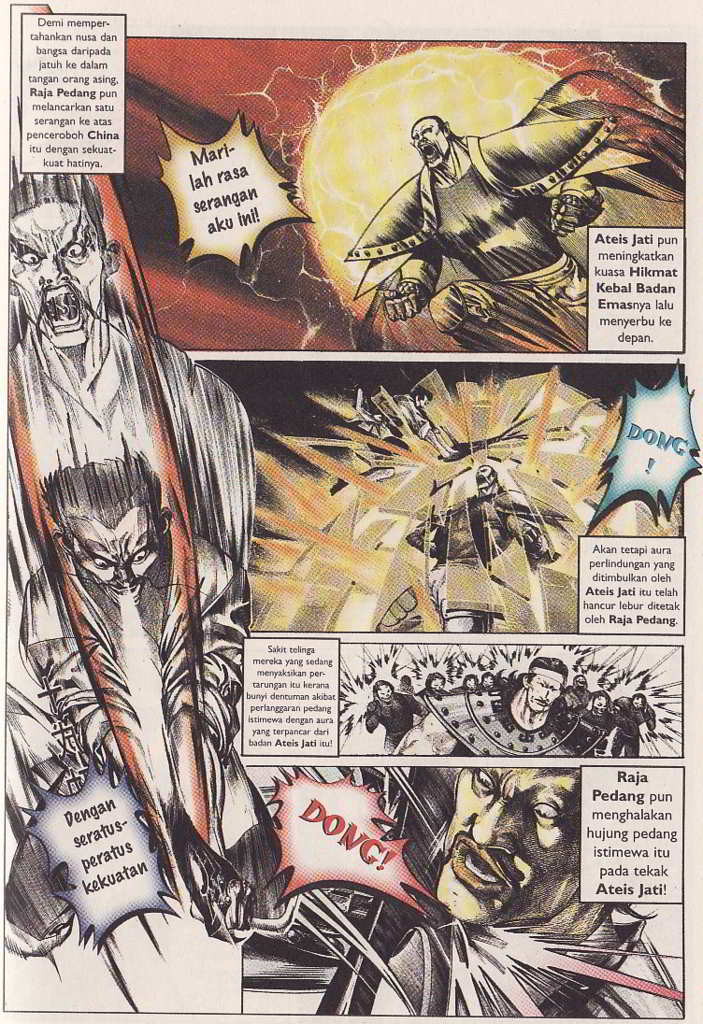 Demi memper-
tahankan nusa dan
bangsa daripada
jatuh ke dalam
tangan orang asing,
Raja Pedang pun
melancarkan satu
serangan ke atas
penceroboh China
itu dengan sekuat-
kuat hatinya.
Mari-
lah rasa
serangan
aku ini!
Ateis Jati pun
meningkatkan
kuasa Hikmat
Kebal Badan
Emasnya lalu
menyerbu ke
depan.
DONG
!
Akan tetapi aura
perlindungan yang
ditimbulkan oleh
Ateis Jati itu telah
hancur lebur ditetak
oleh Raja Pedang.
Sakit telinga
mereka yang sedang
menyaksikan per-
tarungan itu kerana
bunyi dentuman akibat
perlanggaran pedang
istimewa dengan aura
yang terpancar dari
badan Ateis Jati itu!
Dengan
seratus-
peratus
kekuatan
DONG!
Raja
Pedang pun
menghalakan
hujung pedang
istimewa itu
pada tekak
Ateis Jati!